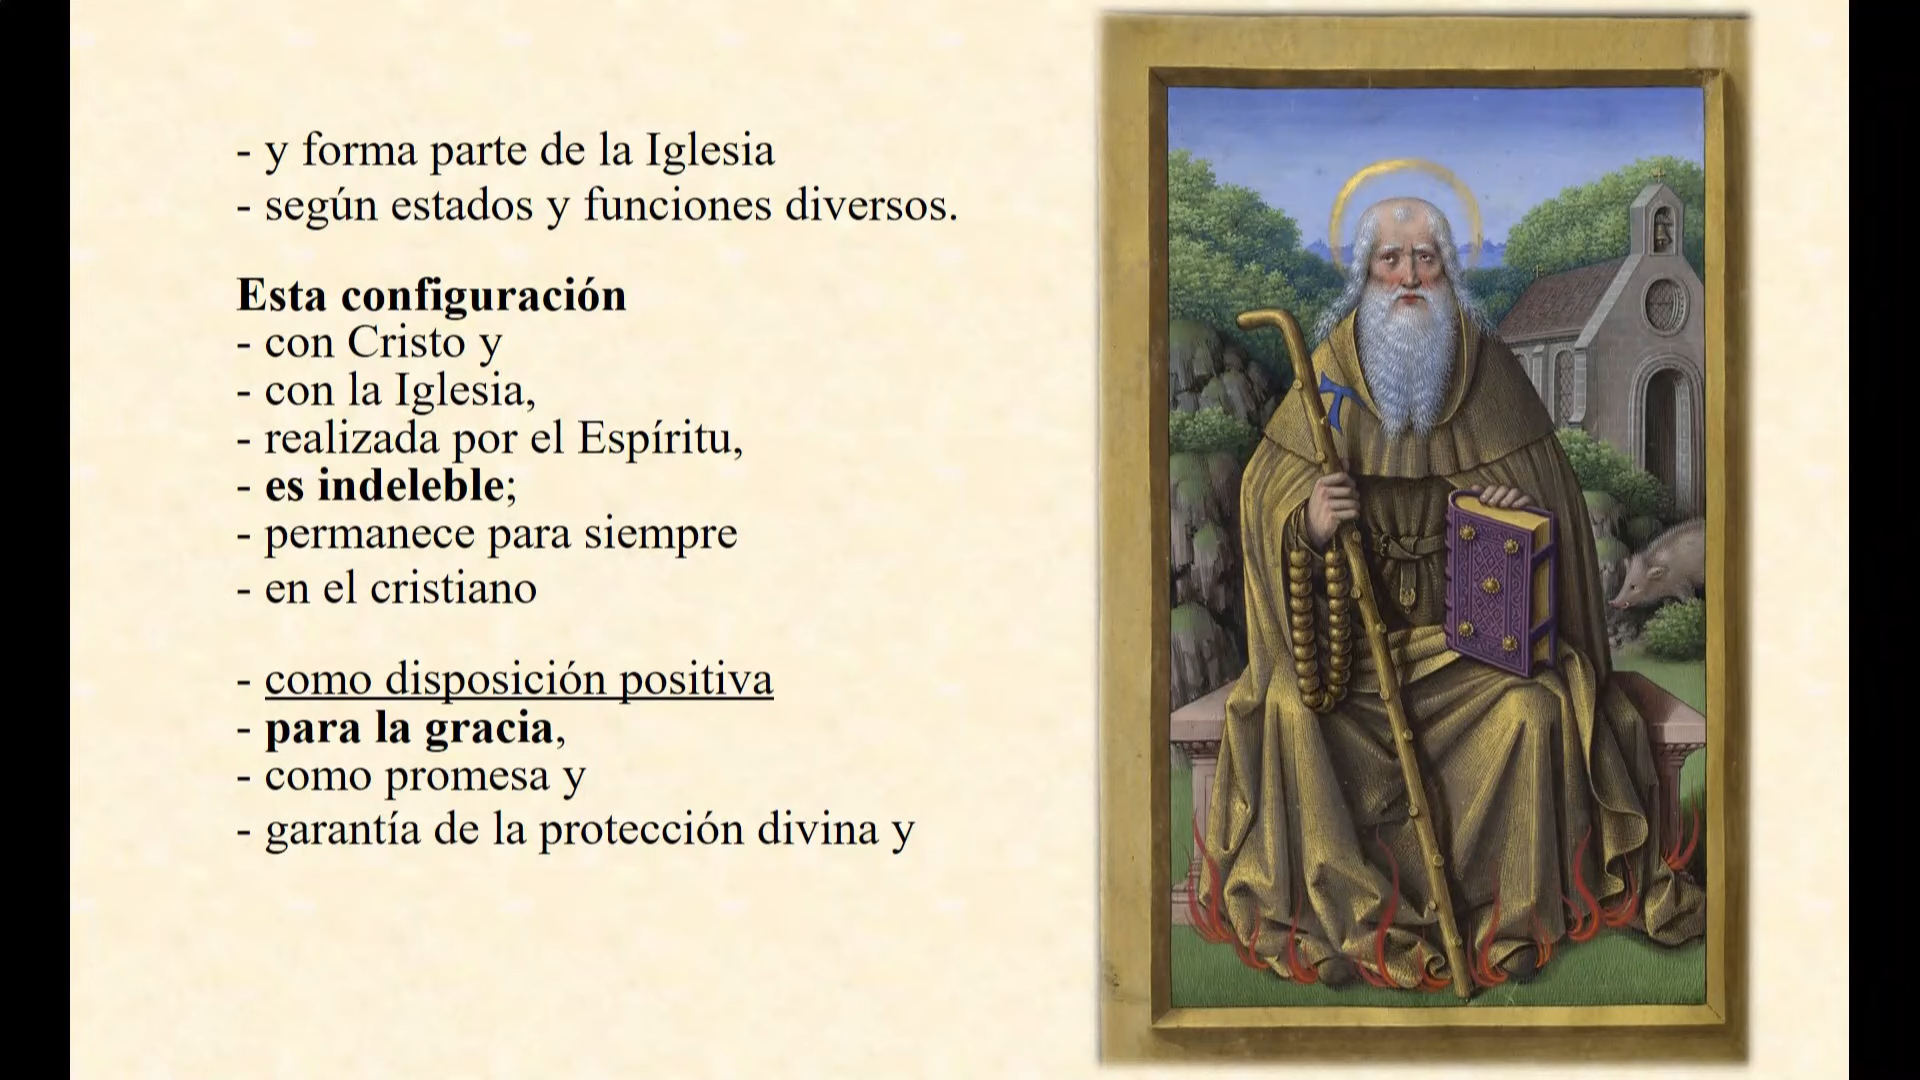 - y forma parte de la Iglesia
- según estados y funciones diversos.
Esta configuración
- con Cristo y
- con la Iglesia,
- realizada por el Espíritu,
- es indeleble;
- permanece para siempre
- en el cristiano
- como disposición positiva
- para la gracia,
- como promesa y
- garantía de la protección divina y